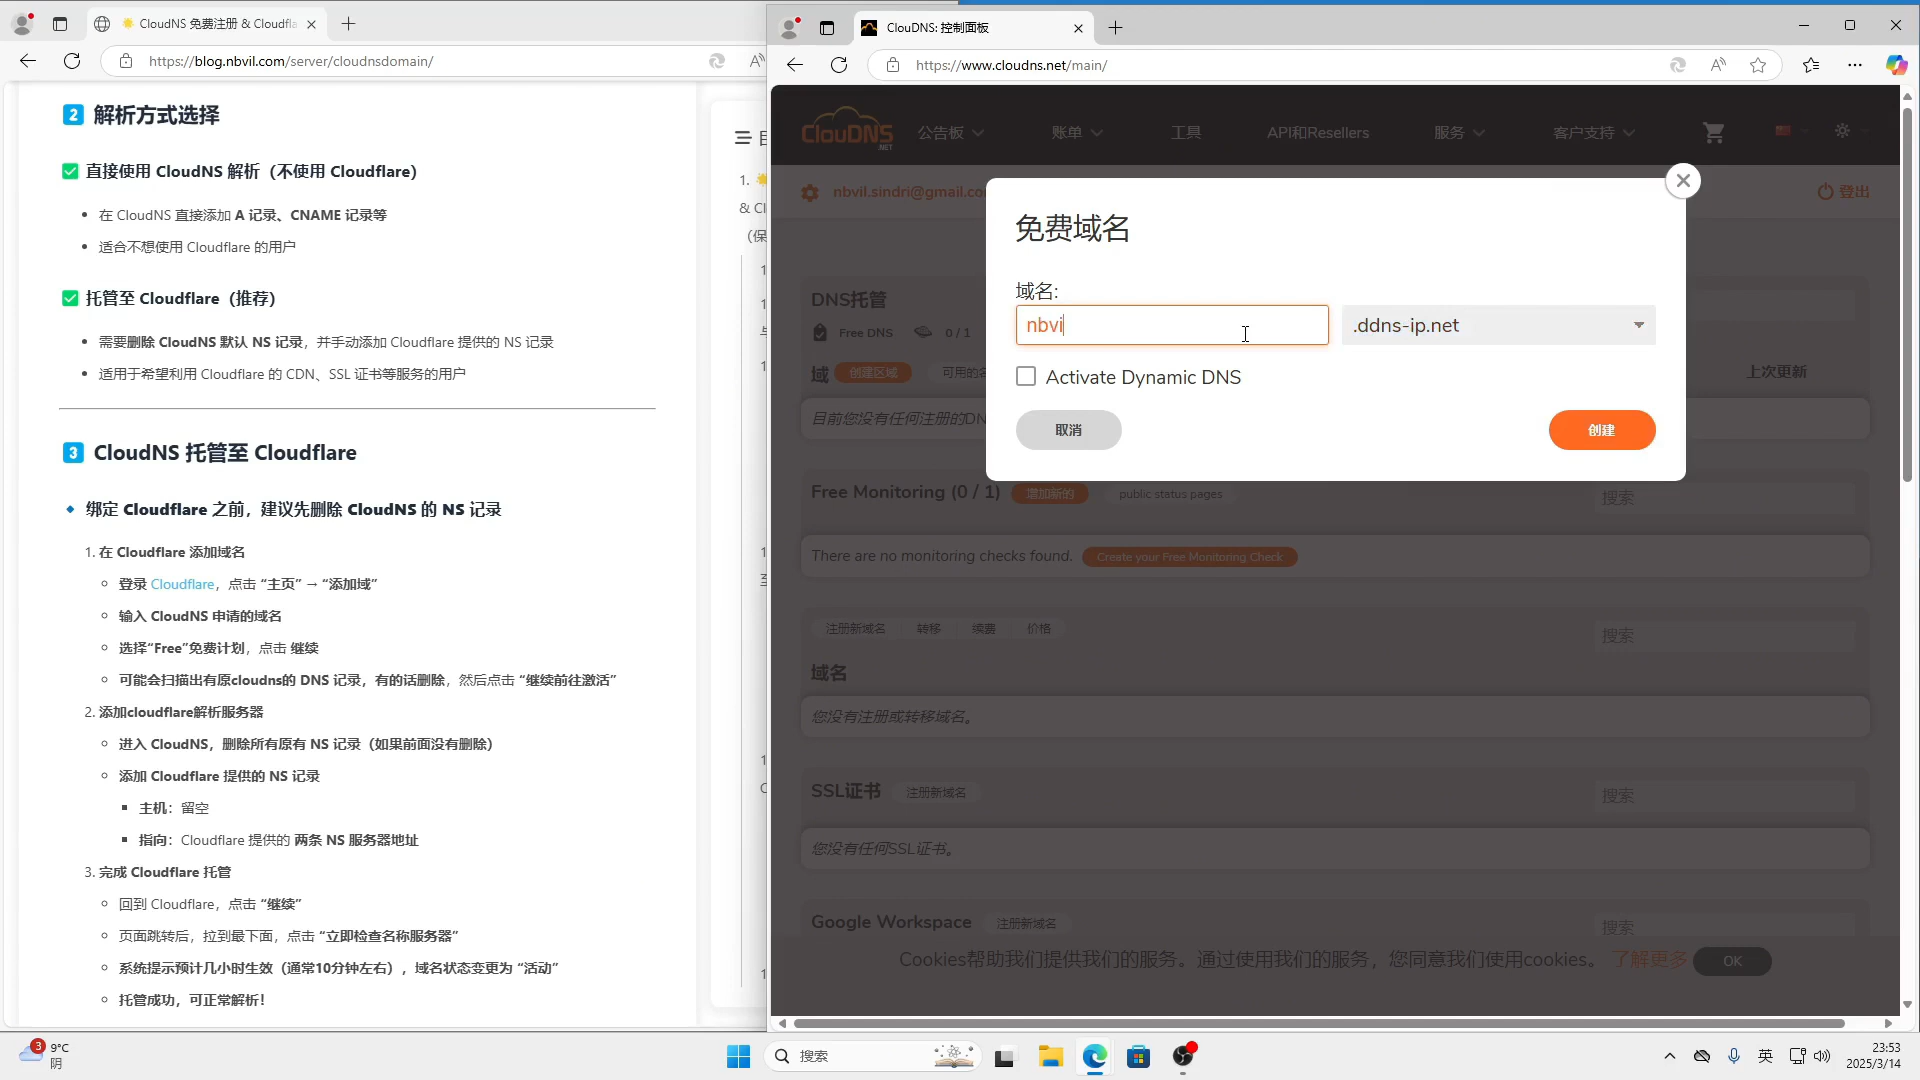 CloudNS 免费注册 & Cloudfla
https://blog.nbvil.com/server/cloudnsdomain/
2 解析方式选择
直接使用 CloudNS 解析（不使用 Cloudflare）
在 CloudNS 直接添加 A 记录、CNAME 记录等
适合不想使用 Cloudflare 的用户
托管至 Cloudflare（推荐）
需要删除 CloudNS 默认 NS 记录，并手动添加 Cloudflare 提供的 NS 记录
适用于希望利用 Cloudflare 的 CDN、SSL 证书等服务的用户
3 CloudNS 托管至 Cloudflare
绑定 Cloudflare 之前，建议先删除 CloudNS 的 NS 记录
1. 在 Cloudflare 添加域名
登录 Cloudflare，点击 “主页” → “添加域”
输入 CloudNS 申请的域名
选择“Free”免费计划，点击 继续
可能会扫描出有原cloudns的 DNS 记录，有的话删除，然后点击 “继续前往激活”
2. 添加cloudflare解析服务器
进入 CloudNS，删除所有原有 NS 记录（如果前面没有删除）
添加 Cloudflare 提供的 NS 记录
主机：留空
指向：Cloudflare 提供的 两条 NS 服务器地址
3. 完成 Cloudflare 托管
回到 Cloudflare，点击 “继续”
页面跳转后，拉到最下面，点击 “立即检查名称服务器”
系统提示预计几小时生效（通常10分钟左右），域名状态变更为 “活动”
托管成功，可正常解析！
1.
& Cl
（保
ClouDNS: 控制面板
https://www.cloudns.net/main/
ClouDNS .NET
公告板
账单
工具
API和Resellers
服务
客户支持
nbvil.sindri@gmail.co
登出
免费域名
域名:
nbvi
.ddns-ip.net
Activate Dynamic DNS
取消
创建
DNS托管
Free DNS
0 / 1
域
创建区域
可用的名
上次更新
目前您没有任何注册的DN
Free Monitoring (0 / 1)
增加新的
public status pages
搜索
There are no monitoring checks found.
Create your Free Monitoring Check
注册新域名
转移
续费
价格
搜索
域名
您没有注册或转移域名。
SSL证书
注册新域名
搜索
您没有任何SSL证书。
Google Workspace
注册新域名
搜索
Cookies帮助我们提供我们的服务。通过使用我们的服务，您同意我们使用cookies。 了解更多
OK
3
9°C
阴
搜索
英
23:53
2025/3/14